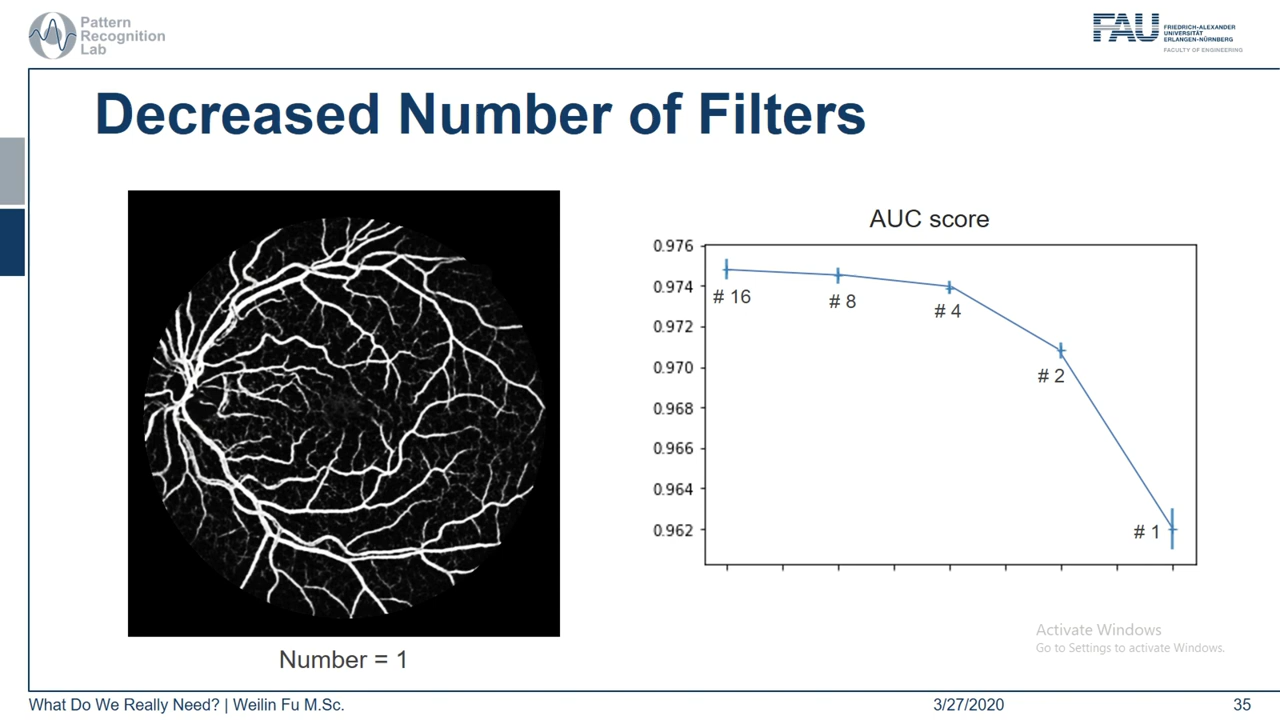 Pattern
Recognition
Lab
FAU
FRIEDRICH-ALEXANDER
UNIVERSITÄT
ERLANGEN-NÜRNBERG
FACULTY OF ENGINEERING
Decreased Number of Filters
AUC score
0.976
0.974
0.972
0.970
0.968
0.966
0.964
0.962
# 16
# 8
# 4
# 2
# 1
Number = 1
Activate Windows
Go to Settings to activate Windows.
What Do We Really Need? | Weilin Fu M.Sc.
3/27/2020
35